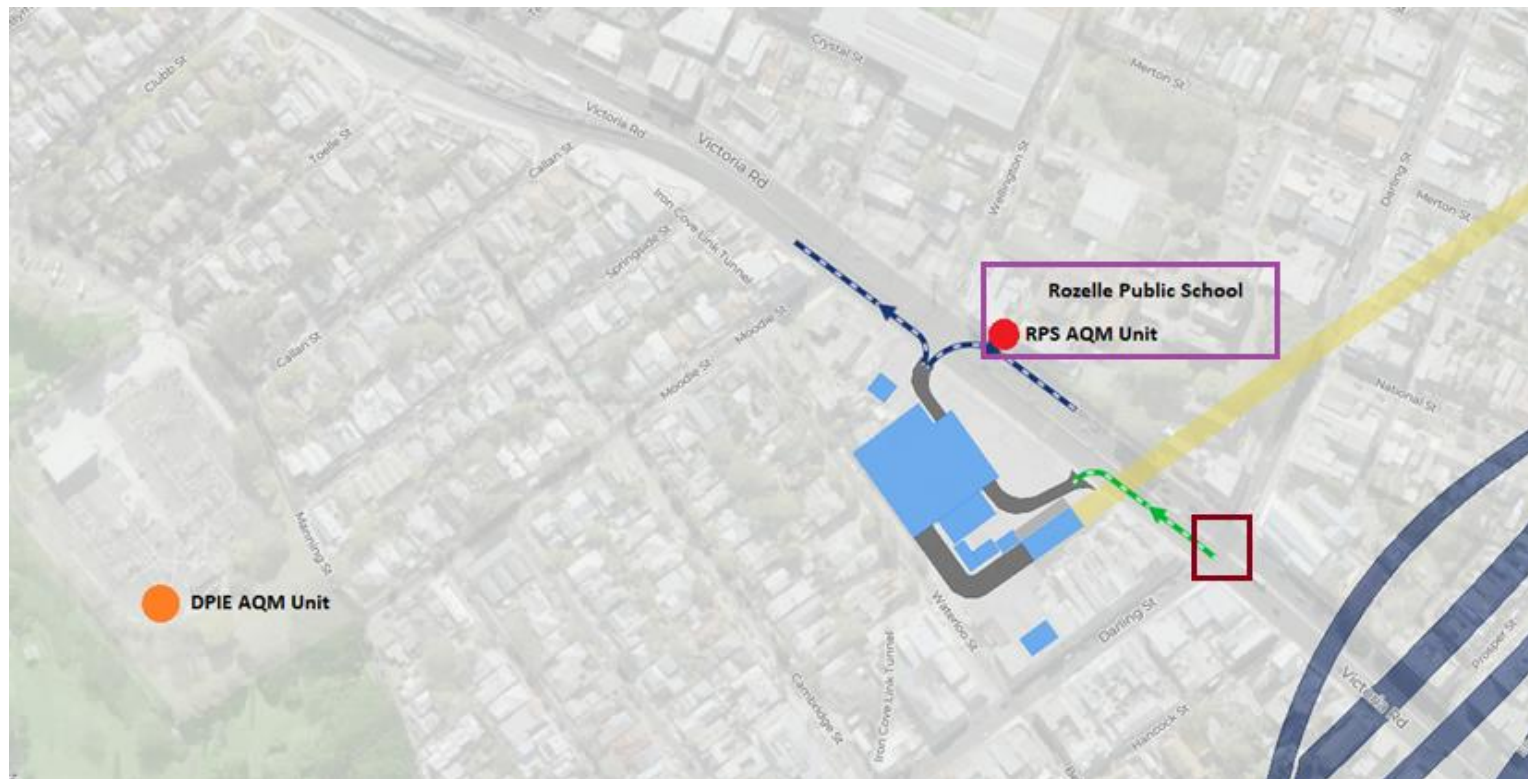 Crystal St
Merton St
Clubb St
Victoria Rd
Toelle St
Callan St
Victoria Rd
Wellington St
Darling St
Merton St
Iron Cove Link Tunnel
Springside St
Rozelle Public School
RPS AQM Unit
Moodie St
Callan St
Moodie St
National St
Manning St
DPIE AQM Unit
Waterloo St
Darling St
Prosper St
Iron Cove Link Tunnel
Cambridge St
Victoria Rd
Hancock St